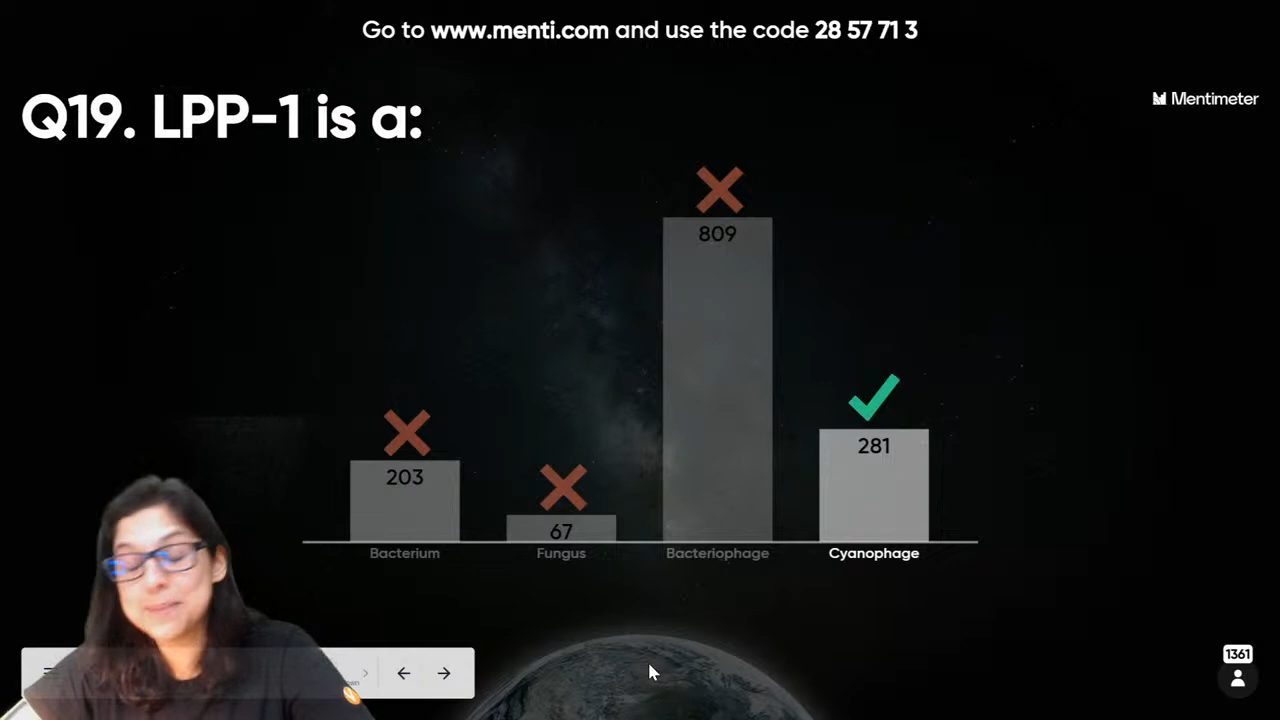 Go to www.menti.com and use the code 28 57 71 3
Mentimeter
Q19. LPP-1 is a:
809
281
203
67
Bacterium
Fungus
Bacteriophage
Cyanophage
1361